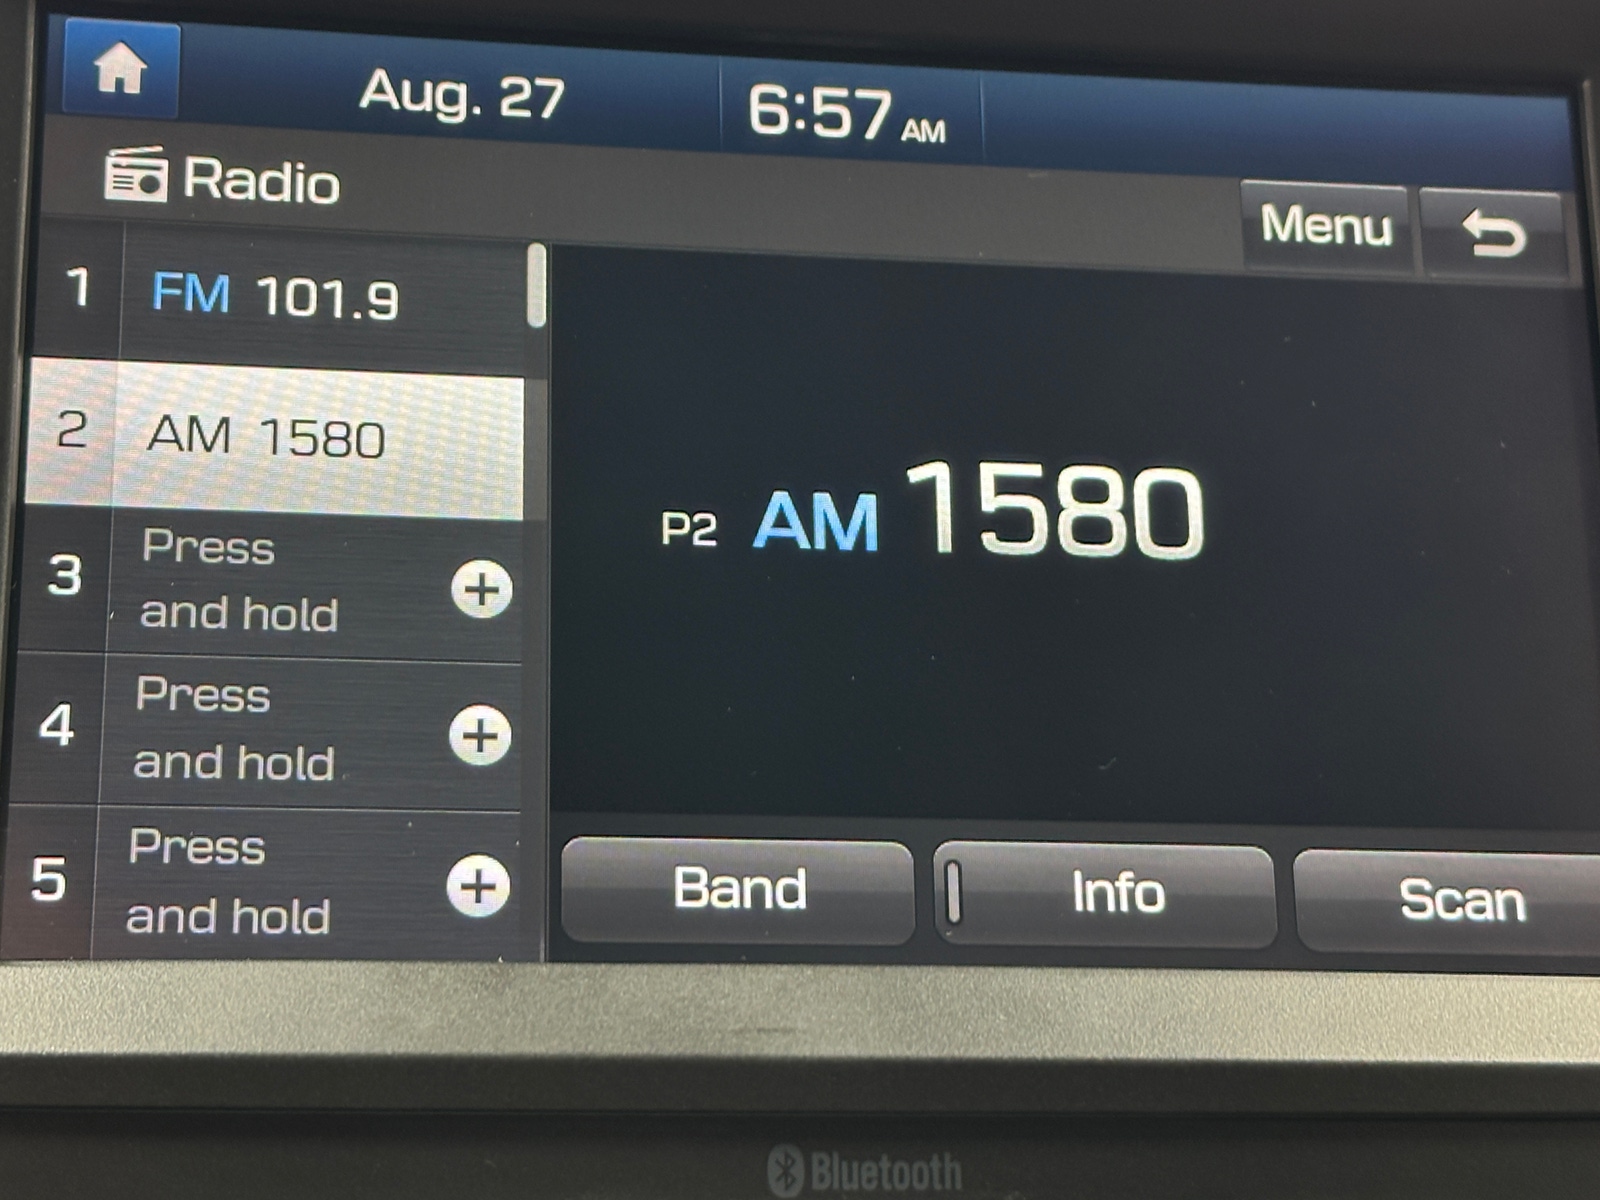 Aug. 27 6:57 AM
Radio
Menu
1 FM 101.9
2 AM 1580
P2 AM 1580
3 Press
and hold
4 Press
and hold
5 Press
and hold
Band Info Scan
Bluetooth